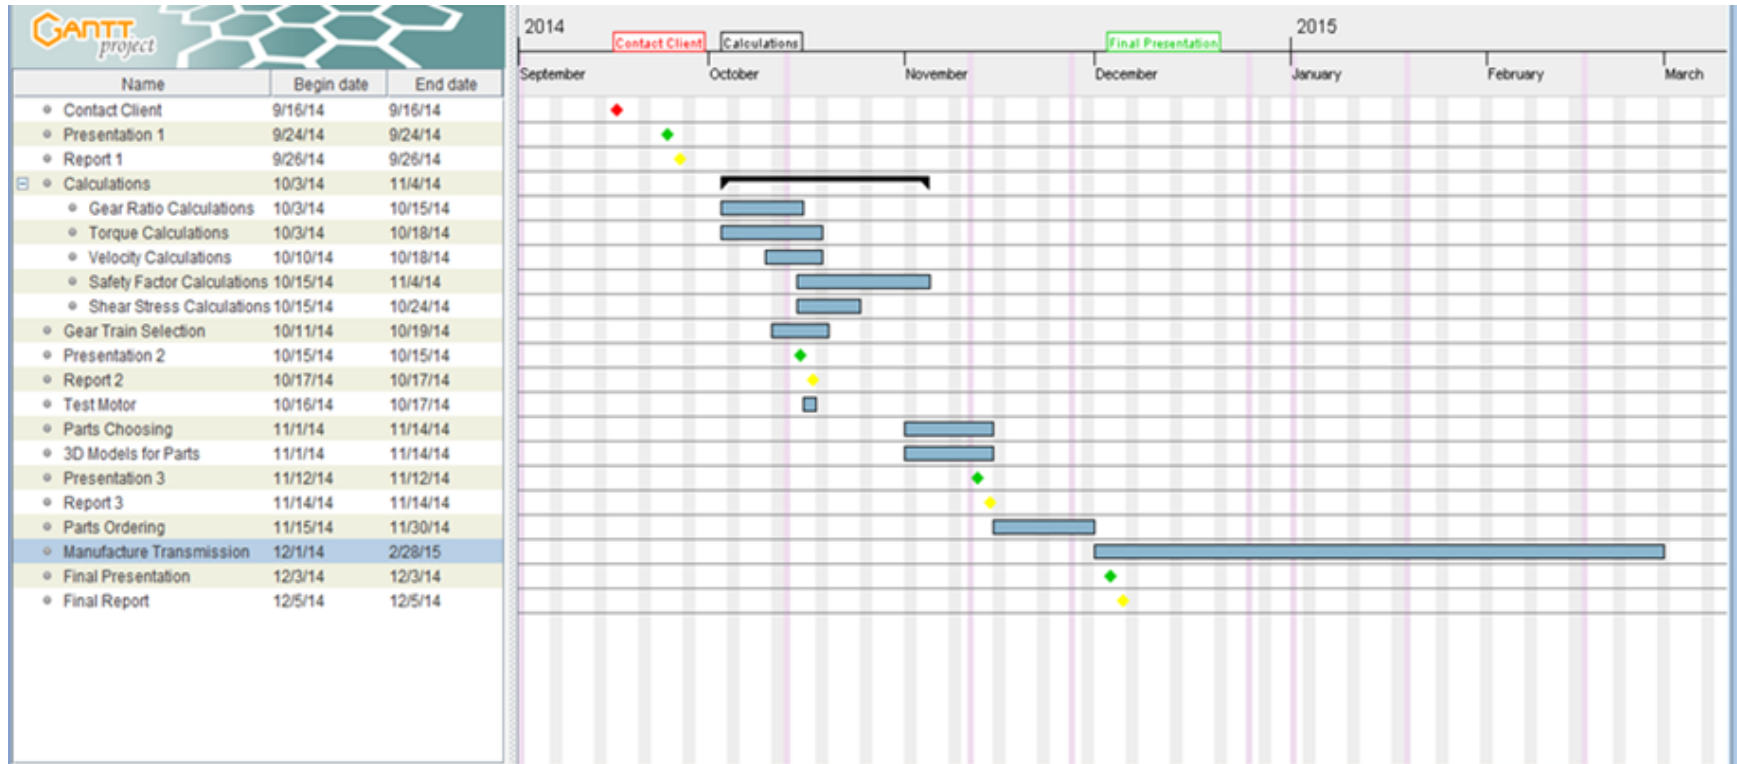 GANTT
project
2014 2015
Contact Client Calculations Final Presentation
September October November December January February March
Name Begin date End date
Contact Client 9/16/14 9/16/14
Presentation 1 9/24/14 9/24/14
Report 1 9/26/14 9/26/14
Calculations 10/3/14 11/4/14
Gear Ratio Calculations 10/3/14 10/15/14
Torque Calculations 10/3/14 10/18/14
Velocity Calculations 10/10/14 10/18/14
Safety Factor Calculations 10/15/14 11/4/14
Shear Stress Calculations 10/15/14 10/24/14
Gear Train Selection 10/11/14 10/19/14
Presentation 2 10/15/14 10/15/14
Report 2 10/17/14 10/17/14
Test Motor 10/16/14 10/17/14
Parts Choosing 11/1/14 11/14/14
3D Models for Parts 11/1/14 11/14/14
Presentation 3 11/12/14 11/12/14
Report 3 11/14/14 11/14/14
Parts Ordering 11/15/14 11/30/14
Manufacture Transmission 12/1/14 2/28/15
Final Presentation 12/3/14 12/3/14
Final Report 12/5/14 12/5/14